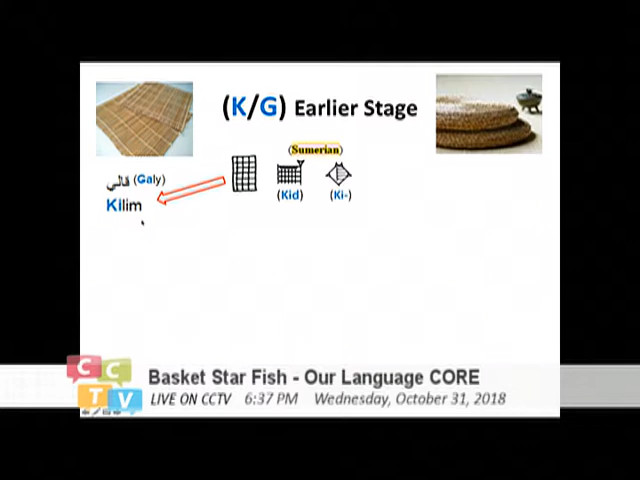 (K/G) Earlier Stage
(Sumerian)
قالي (Galy)
(Kid) (Ki-)
Kilim
CCTV
Basket Star Fish - Our Language CORE
LIVE ON CCTV 6:37 PM Wednesday, October 31, 2018